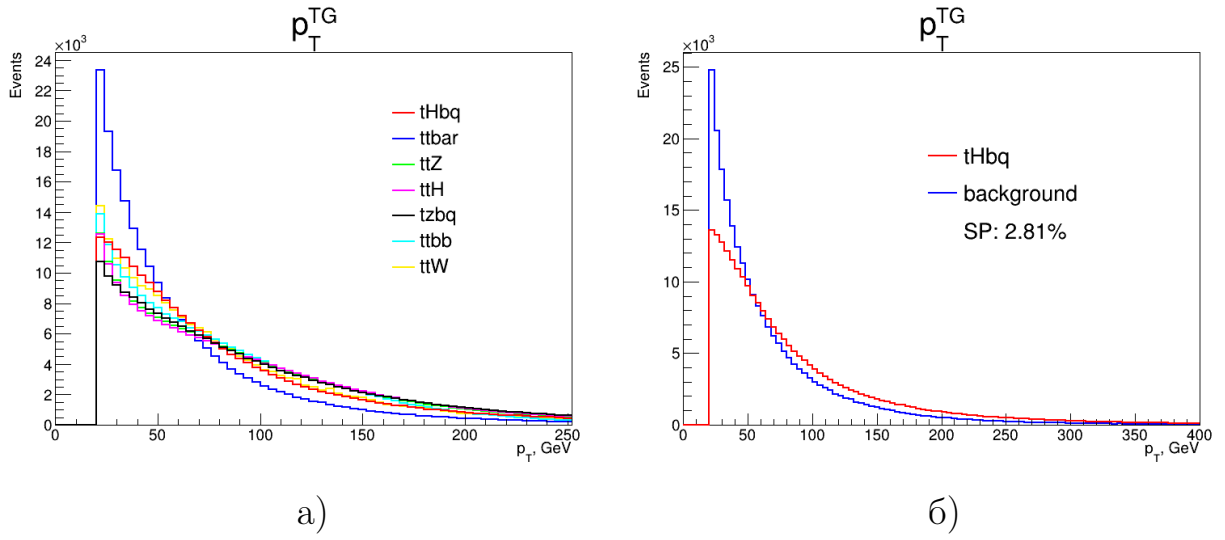 p_T^TG
×10³
Events
24
22
20
18
16
14
12
10
8
6
4
2
0
tHbq
ttbar
ttZ
ttH
tzbq
ttbb
ttW
0 50 100 150 200 250
p_T, GeV
а)
p_T^TG
×10³
Events
25
20
15
10
5
0
tHbq
background
SP: 2.81%
0 50 100 150 200 250 300 350 400
p_T, GeV
б)